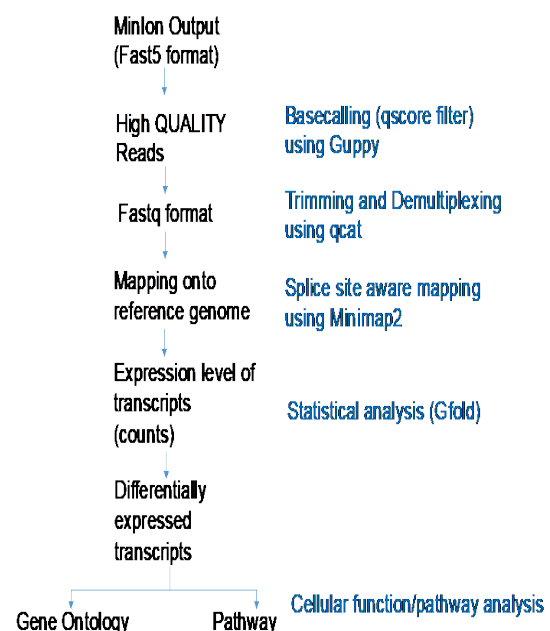 MinIon Output
(Fast5 format)
High QUALITY
Reads
Basecalling (qscore filter)
using Guppy
Fastq format
Trimming and Demultiplexing
using qcat
Mapping onto
reference genome
Splice site aware mapping
using Minimap2
Expression level of
transcripts
(counts)
Statistical analysis (Gfold)
Differentially
expressed
transcripts
Cellular function/pathway analysis
Gene Ontology
Pathway